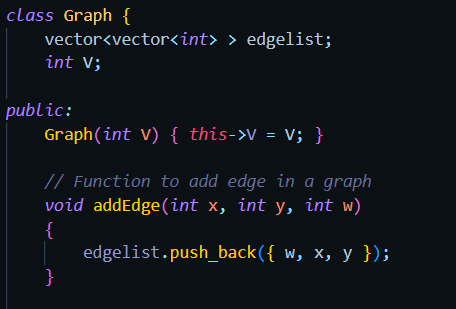 class Graph {
    vector<vector<int> > edgelist;
    int V;

public:
    Graph(int V) { this->V = V; }

    // Function to add edge in a graph
    void addEdge(int x, int y, int w)
    {
        edgelist.push_back({ w, x, y });
    }